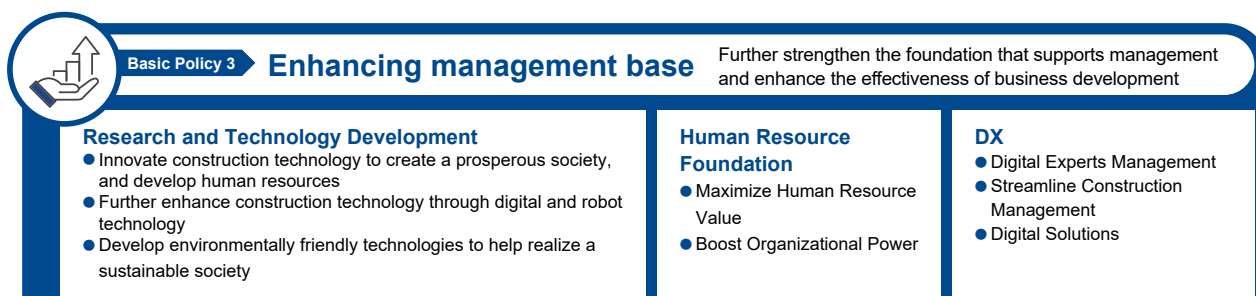 Basic Policy 3
Enhancing management base
Further strengthen the foundation that supports management
and enhance the effectiveness of business development
Research and Technology Development
● Innovate construction technology to create a prosperous society,
and develop human resources
● Further enhance construction technology through digital and robot
technology
● Develop environmentally friendly technologies to help realize a
sustainable society
Human Resource
Foundation
● Maximize Human Resource
Value
● Boost Organizational Power
DX
● Digital Experts Management
● Streamline Construction
Management
● Digital Solutions